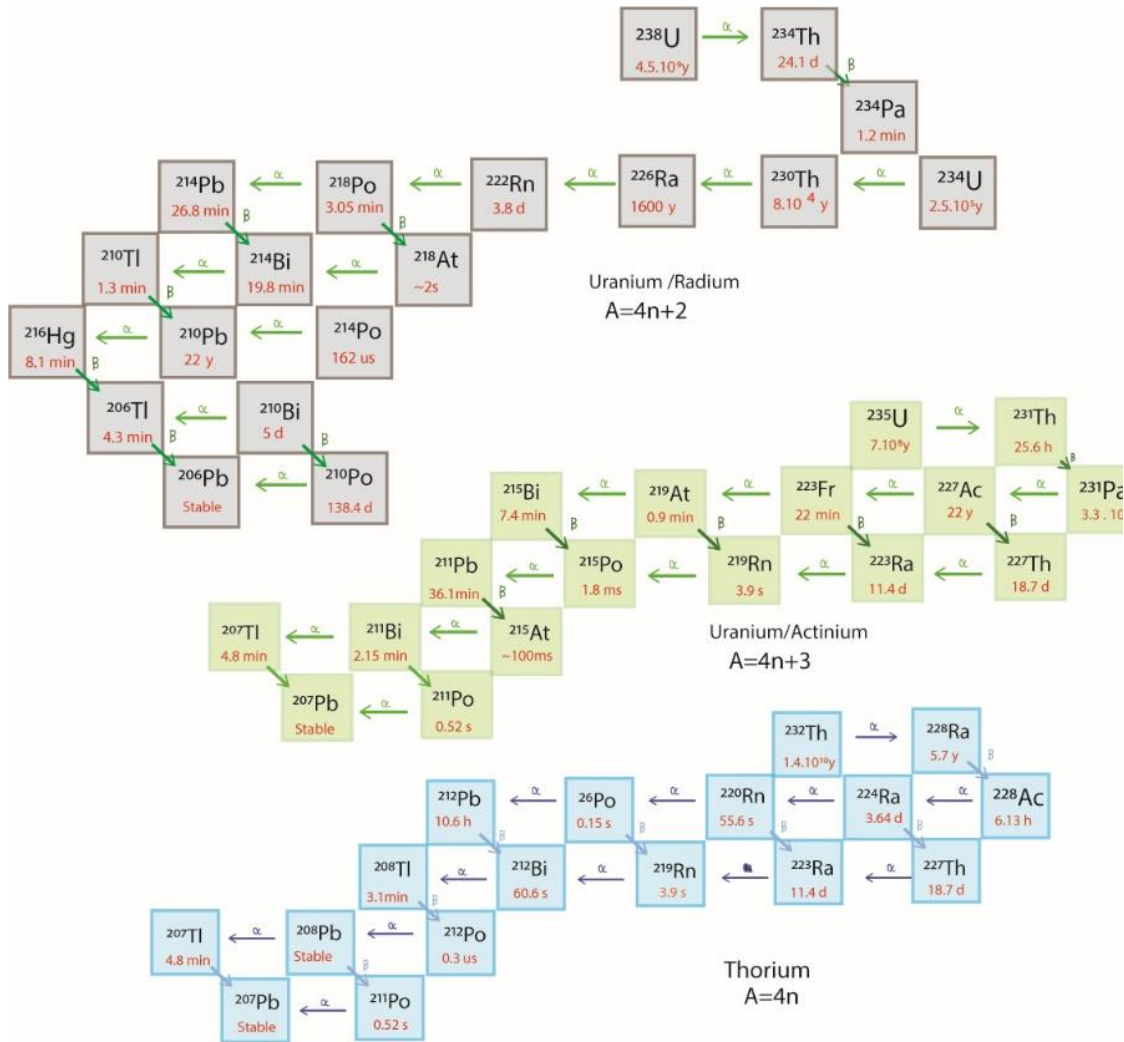 ²³⁸U
4.5.10⁹y
α
²³⁴Th
24.1 d
β
²³⁴Pa
1.2 min
²¹⁴Pb
26.8 min
α
²¹⁸Po
3.05 min
α
²²²Rn
3.8 d
α
²²⁶Ra
1600 y
α
²³⁰Th
8.10⁴ y
α
²³⁴U
2.5.10⁵y
β
β
²¹⁰Tl
1.3 min
α
²¹⁴Bi
19.8 min
α
²¹⁸At
~2s
Uranium /Radium
A=4n+2
β
²¹⁶Hg
8.1 min
α
²¹⁰Pb
22 y
α
²¹⁴Po
162 us
β
²⁰⁶Tl
4.3 min
α
²¹⁰Bi
5 d
β
β
²⁰⁶Pb
Stable
α
²¹⁰Po
138.4 d
²³⁵U
7.10⁸y
α
²³¹Th
25.6 h
β
²¹⁵Bi
7.4 min
α
²¹⁹At
0.9 min
α
²²³Fr
22 min
α
²²⁷Ac
22 y
α
²³¹Pa
3.3 . 10
β
β
β
β
²¹¹Pb
36.1min
α
²¹⁵Po
1.8 ms
α
²¹⁹Rn
3.9 s
α
²²³Ra
11.4 d
α
²²⁷Th
18.7 d
β
²⁰⁷Tl
4.8 min
α
²¹¹Bi
2.15 min
α
²¹⁵At
~100ms
Uranium/Actinium
A=4n+3
²⁰⁷Pb
Stable
α
²¹¹Po
0.52 s
²³²Th
1.4.10¹⁰y
α
²²⁸Ra
5.7 y
β
²¹²Pb
10.6 h
α
²⁶Po
0.15 s
α
²²⁰Rn
55.6 s
α
²²⁴Ra
3.64 d
α
²²⁸Ac
6.13 h
β
β
β
β
²⁰⁸Tl
3.1min
α
²¹²Bi
60.6 s
α
²¹⁹Rn
3.9 s
α
²²³Ra
11.4 d
α
²²⁷Th
18.7 d
β
²⁰⁷Tl
4.8 min
α
²⁰⁸Pb
Stable
α
²¹²Po
0.3 us
β
Thorium
A=4n
²⁰⁷Pb
Stable
α
²¹¹Po
0.52 s